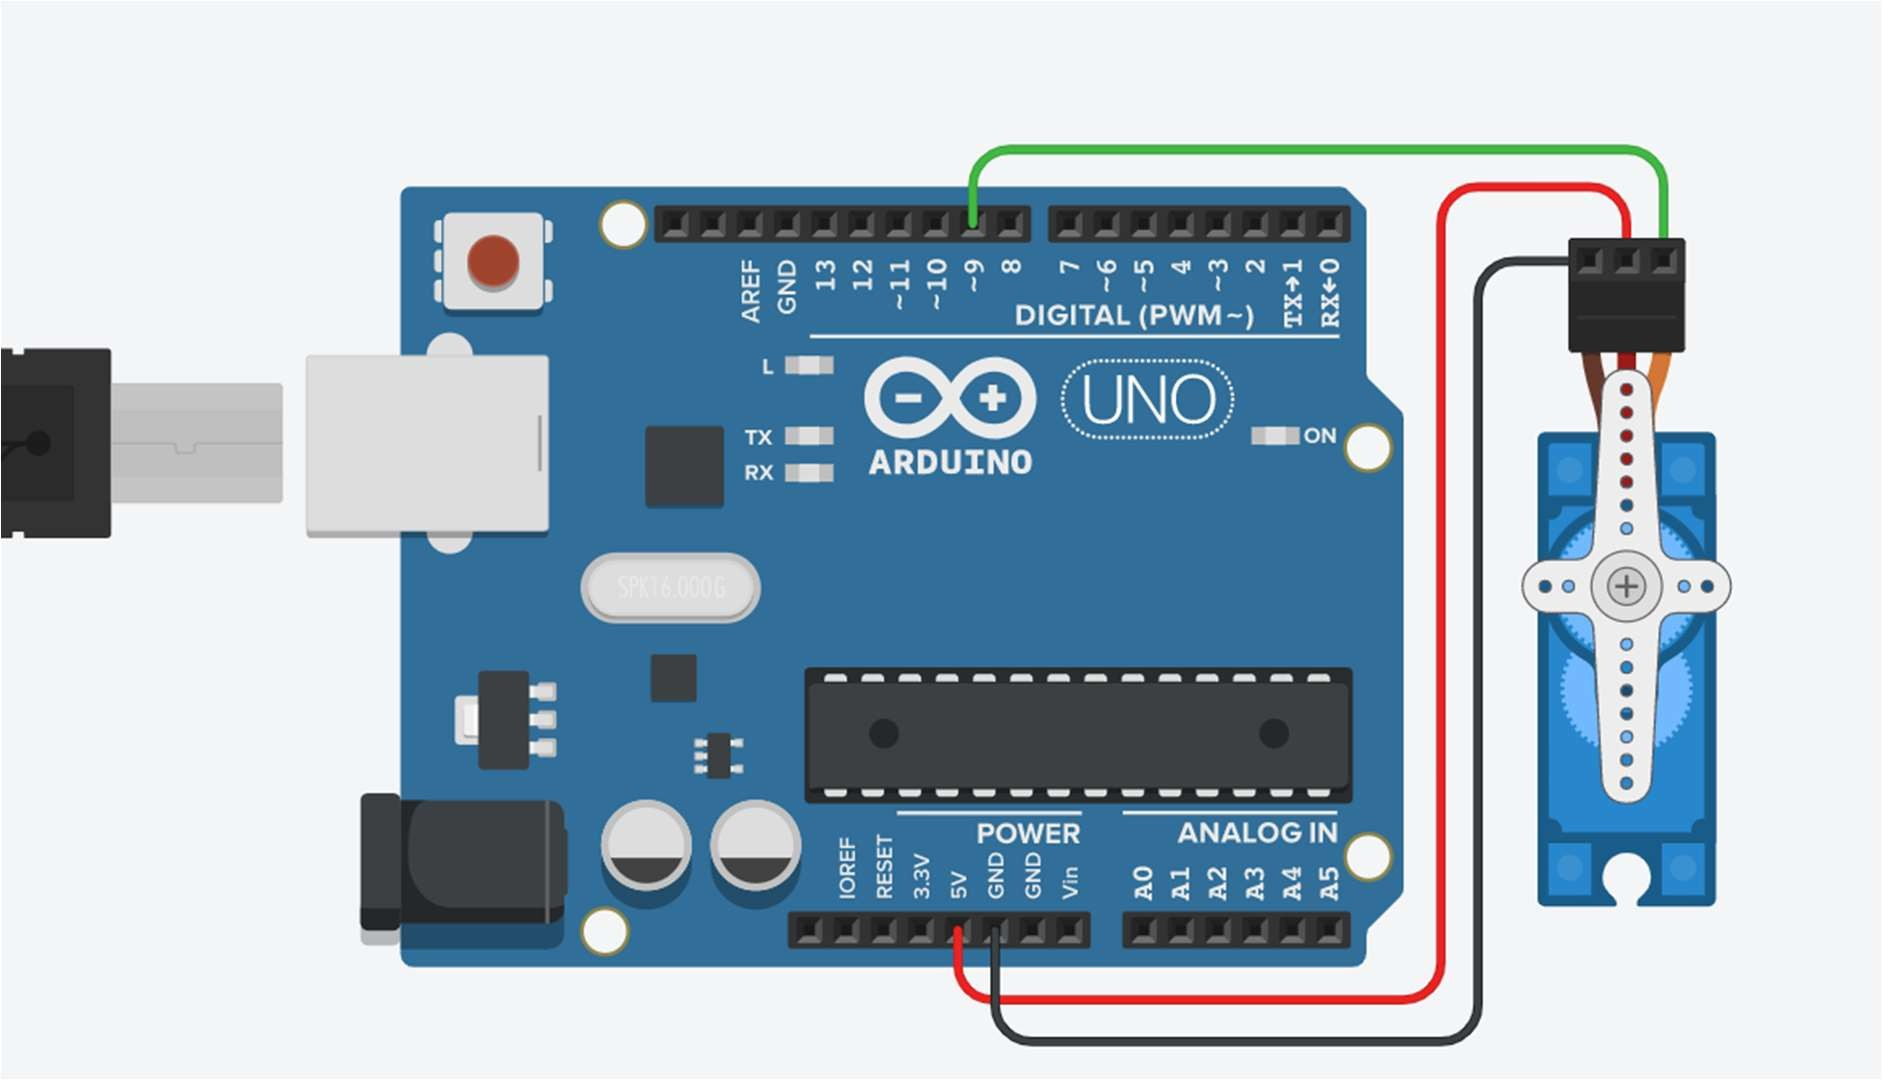 AREF
GND
13
12
~11
~10
~9
8
7
~6
~5
4
~3
2
TX→1
RX←0
DIGITAL (PWM~)
L
TX
RX
UNO
ARDUINO
ON
SPK16.000G
POWER
ANALOG IN
IOREF
RESET
3.3V
5V
GND
GND
Vin
A0
A1
A2
A3
A4
A5